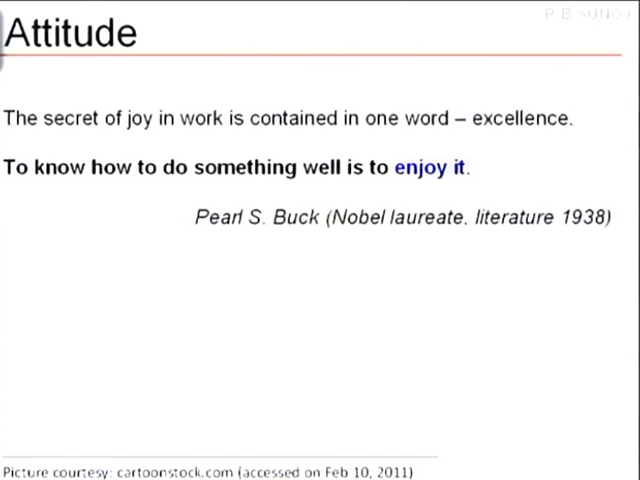 R B SUNOJ
Attitude
The secret of joy in work is contained in one word – excellence.
To know how to do something well is to enjoy it.
Pearl S. Buck (Nobel laureate, literature 1938)
Picture courtesy: cartoonstock.com (accessed on Feb 10, 2011)